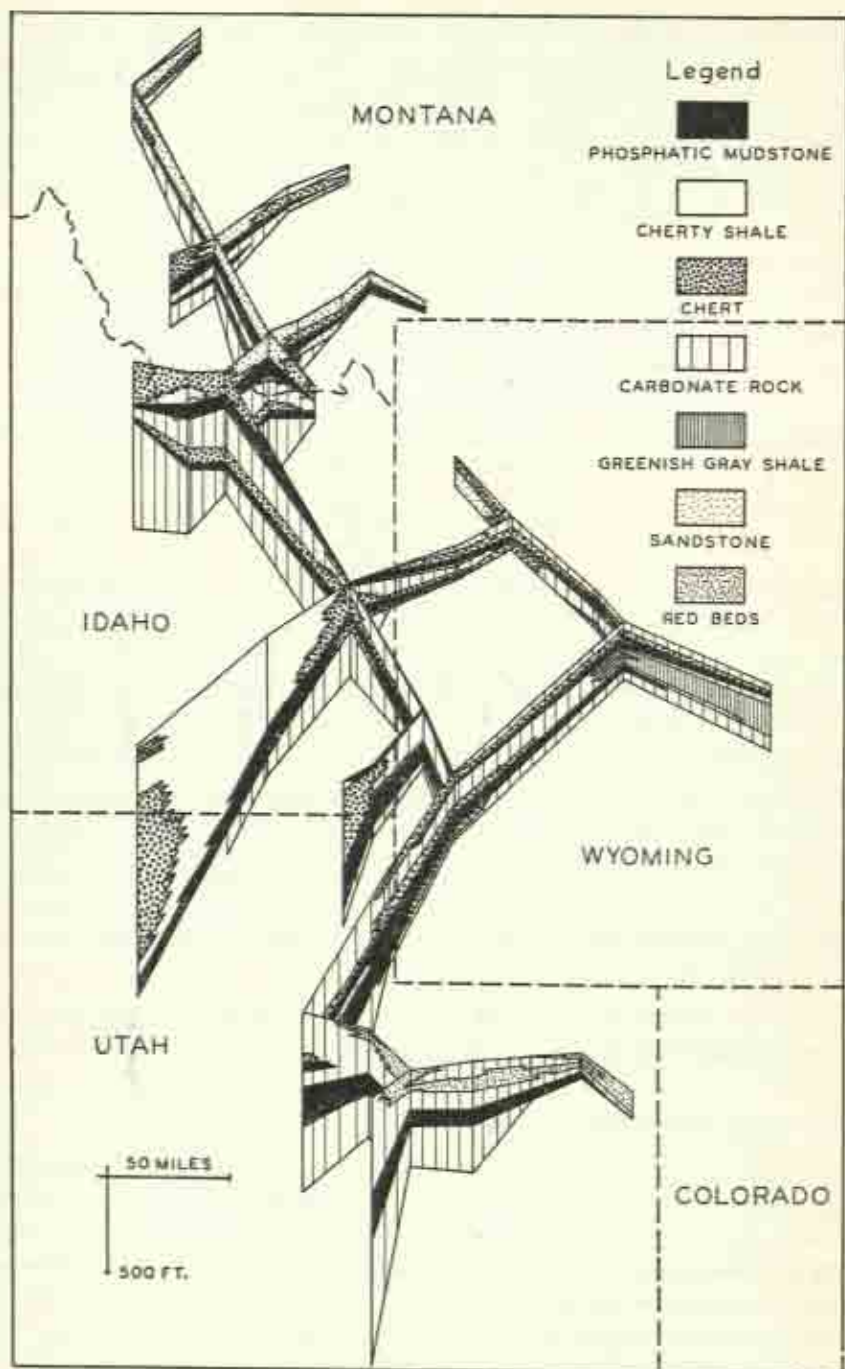 Legend
MONTANA
PHOSPHATIC MUDSTONE
CHERTY SHALE
CHERT
CARBONATE ROCK
GREENISH GRAY SHALE
SANDSTONE
RED BEDS
IDAHO
WYOMING
UTAH
50 MILES
COLORADO
500 FT.